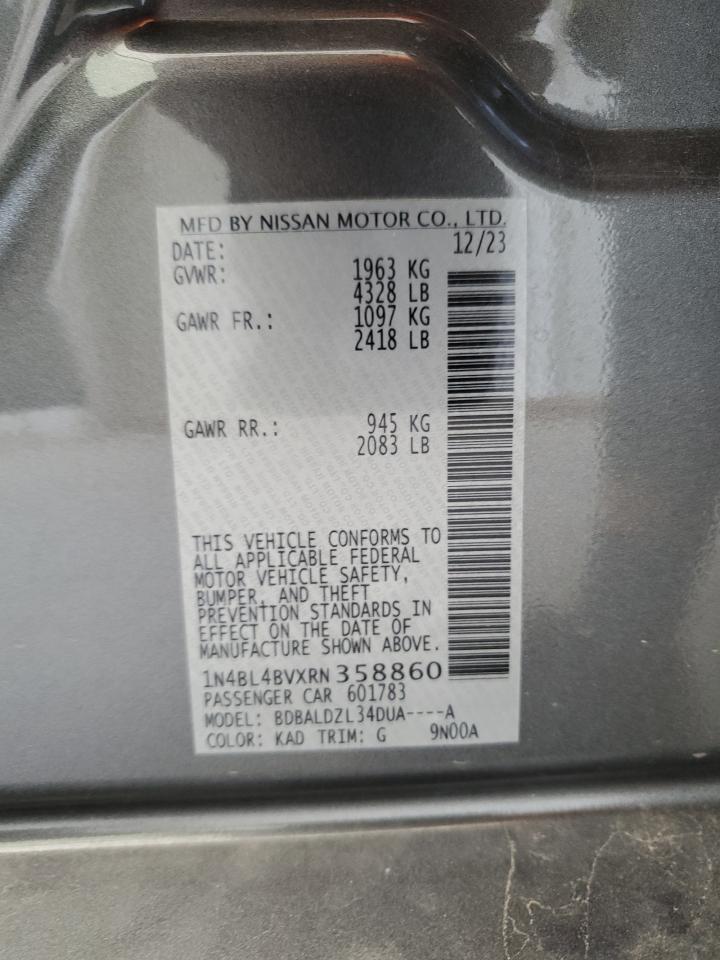 MFD BY NISSAN MOTOR CO., LTD.
DATE: 12/23
GVWR: 1963 KG
4328 LB
GAWR FR.: 1097 KG
2418 LB
GAWR RR.: 945 KG
2083 LB
THIS VEHICLE CONFORMS TO
ALL APPLICABLE FEDERAL
MOTOR VEHICLE SAFETY,
BUMPER, AND THEFT
PREVENTION STANDARDS IN
EFFECT ON THE DATE OF
MANUFACTURE SHOWN ABOVE.
1N4BL4BVXRN358860
PASSENGER CAR 601783
MODEL: BDBALDZL34DUA----A
COLOR: KAD TRIM: G 9N00A